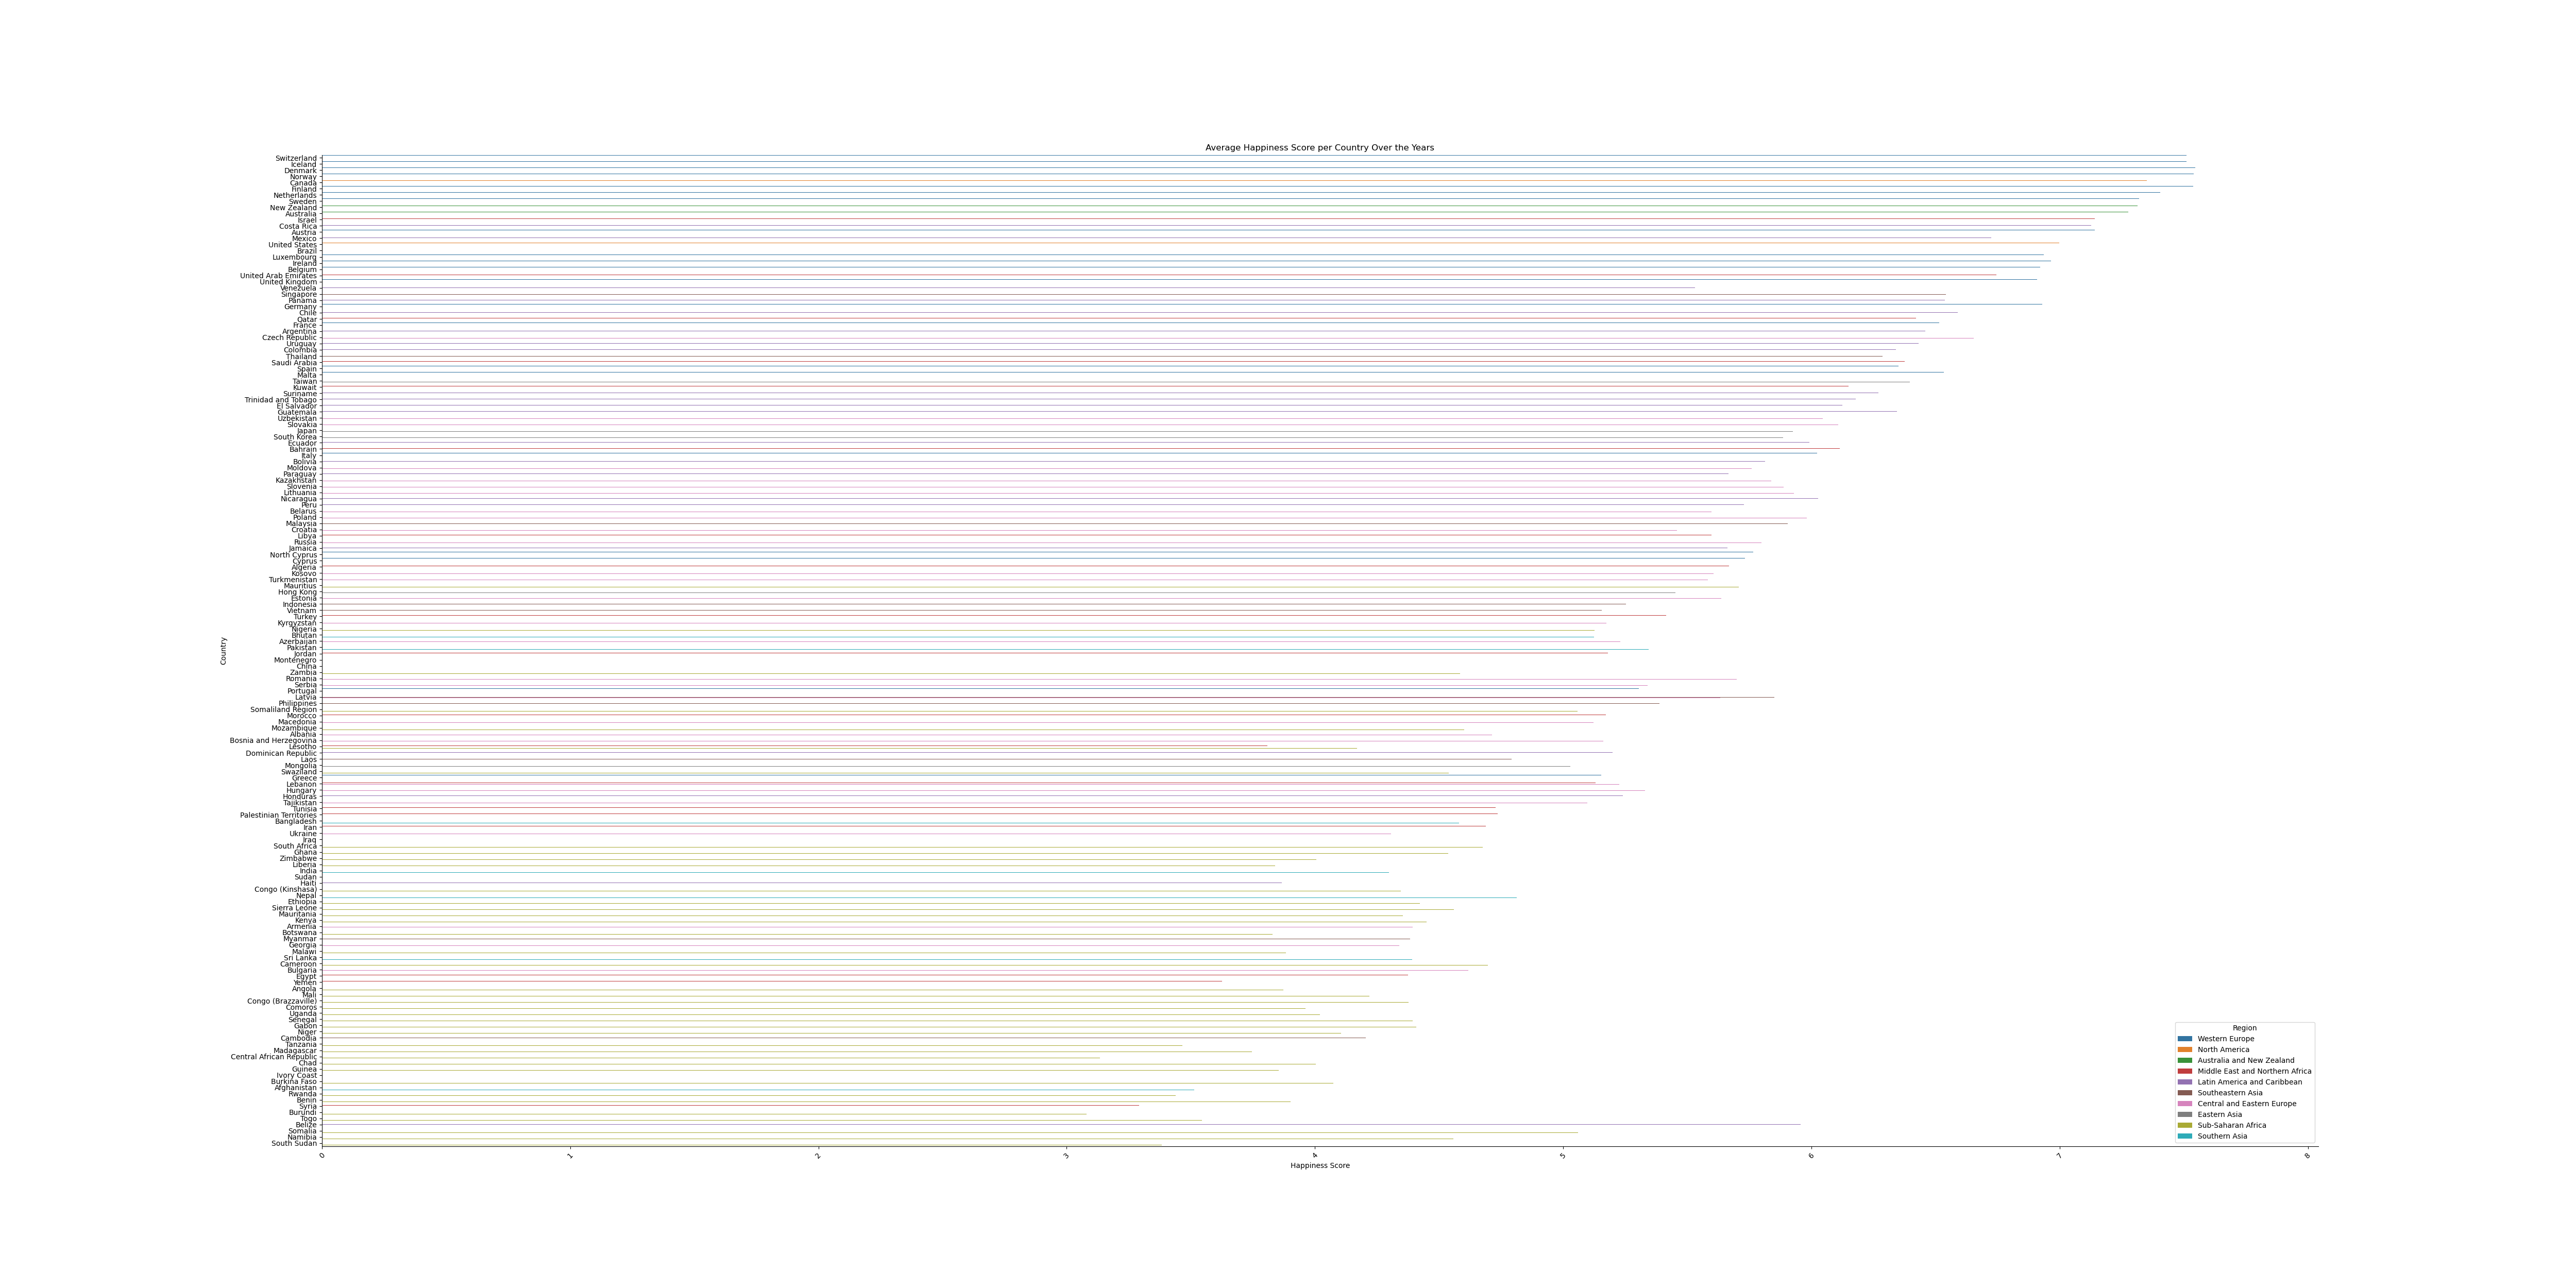 Average Happiness Score per Country Over the Years
Switzerland
Iceland
Denmark
Norway
Canada
Finland
Netherlands
Sweden
New Zealand
Australia
Israel
Costa Rica
Austria
Mexico
United States
Brazil
Luxembourg
Ireland
Belgium
United Arab Emirates
United Kingdom
Venezuela
Singapore
Panama
Germany
Chile
Qatar
France
Argentina
Czech Republic
Uruguay
Colombia
Thailand
Saudi Arabia
Spain
Malta
Taiwan
Kuwait
Suriname
Trinidad and Tobago
El Salvador
Guatemala
Uzbekistan
Slovakia
Japan
South Korea
Ecuador
Bahrain
Italy
Bolivia
Moldova
Paraguay
Kazakhstan
Slovenia
Lithuania
Nicaragua
Peru
Belarus
Poland
Malaysia
Croatia
Libya
Russia
Jamaica
North Cyprus
Cyprus
Algeria
Kosovo
Turkmenistan
Mauritius
Hong Kong
Estonia
Indonesia
Vietnam
Turkey
Kyrgyzstan
Nigeria
Bhutan
Azerbaijan
Pakistan
Jordan
Montenegro
China
Zambia
Romania
Serbia
Portugal
Latvia
Philippines
Somaliland Region
Morocco
Macedonia
Mozambique
Albania
Bosnia and Herzegovina
Lesotho
Dominican Republic
Laos
Mongolia
Swaziland
Greece
Lebanon
Hungary
Honduras
Tajikistan
Tunisia
Palestinian Territories
Bangladesh
Iran
Ukraine
Iraq
South Africa
Ghana
Zimbabwe
Liberia
India
Sudan
Haiti
Congo (Kinshasa)
Nepal
Ethiopia
Sierra Leone
Mauritania
Kenya
Armenia
Botswana
Myanmar
Georgia
Malawi
Sri Lanka
Cameroon
Bulgaria
Egypt
Yemen
Angola
Mali
Congo (Brazzaville)
Comoros
Uganda
Senegal
Gabon
Niger
Cambodia
Tanzania
Madagascar
Central African Republic
Chad
Guinea
Ivory Coast
Burkina Faso
Afghanistan
Rwanda
Benin
Syria
Burundi
Togo
Belize
Somalia
Namibia
South Sudan
Country
0 1 2 3 4 5 6 7 8
Happiness Score
Region
Western Europe
North America
Australia and New Zealand
Middle East and Northern Africa
Latin America and Caribbean
Southeastern Asia
Central and Eastern Europe
Eastern Asia
Sub-Saharan Africa
Southern Asia